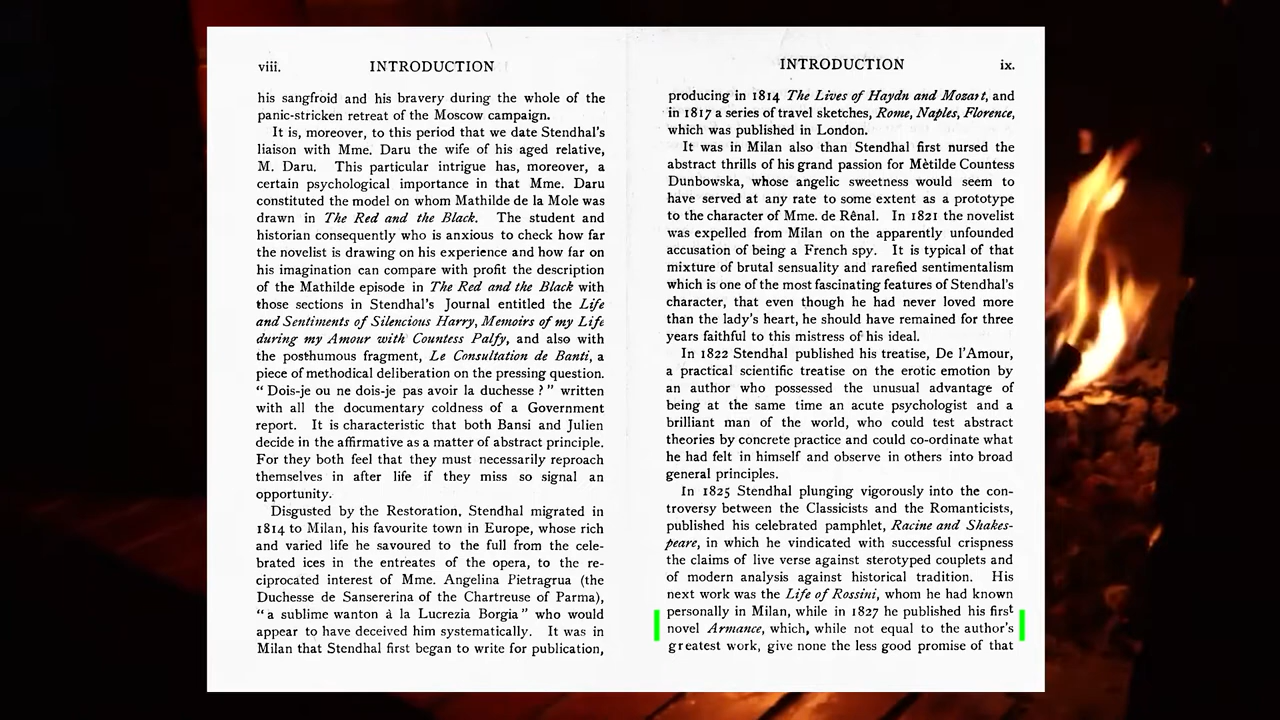 viii. INTRODUCTION
his sangfroid and his bravery during the whole of the
panic-stricken retreat of the Moscow campaign.
It is, moreover, to this period that we date Stendhal's
liaison with Mme. Daru the wife of his aged relative,
M. Daru. This particular intrigue has, moreover, a
certain psychological importance in that Mme. Daru
constituted the model on whom Mathilde de la Mole was
drawn in The Red and the Black. The student and
historian consequently who is anxious to check how far
the novelist is drawing on his experience and how far on
his imagination can compare with profit the description
of the Mathilde episode in The Red and the Black with
those sections in Stendhal's Journal entitled the Life
and Sentiments of Silencious Harry, Memoirs of my Life
during my Amour with Countess Palfy, and also with
the posthumous fragment, Le Consultation de Banti, a
piece of methodical deliberation on the pressing question.
“ Dois-je ou ne dois-je pas avoir la duchesse ? ” written
with all the documentary coldness of a Government
report. It is characteristic that both Bansi and Julien
decide in the affirmative as a matter of abstract principle.
For they both feel that they must necessarily reproach
themselves in after life if they miss so signal an
opportunity.
Disgusted by the Restoration, Stendhal migrated in
1814 to Milan, his favourite town in Europe, whose rich
and varied life he savoured to the full from the cele-
brated ices in the entreates of the opera, to the re-
ciprocated interest of Mme. Angelina Pietragrua (the
Duchesse de Sansererina of the Chartreuse of Parma),
“ a sublime wanton à la Lucrezia Borgia ” who would
appear to have deceived him systematically. It was in
Milan that Stendhal first began to write for publication,
INTRODUCTION ix.
producing in 1814 The Lives of Haydn and Mozart, and
in 1817 a series of travel sketches, Rome, Naples, Florence,
which was published in London.
It was in Milan also than Stendhal first nursed the
abstract thrills of his grand passion for Mètilde Countess
Dunbowska, whose angelic sweetness would seem to
have served at any rate to some extent as a prototype
to the character of Mme. de Rênal. In 1821 the novelist
was expelled from Milan on the apparently unfounded
accusation of being a French spy. It is typical of that
mixture of brutal sensuality and rarefied sentimentalism
which is one of the most fascinating features of Stendhal's
character, that even though he had never loved more
than the lady's heart, he should have remained for three
years faithful to this mistress of his ideal.
In 1822 Stendhal published his treatise, De l'Amour,
a practical scientific treatise on the erotic emotion by
an author who possessed the unusual advantage of
being at the same time an acute psychologist and a
brilliant man of the world, who could test abstract
theories by concrete practice and could co-ordinate what
he had felt in himself and observe in others into broad
general principles.
In 1825 Stendhal plunging vigorously into the con-
troversy between the Classicists and the Romanticists,
published his celebrated pamphlet, Racine and Shakes-
peare, in which he vindicated with successful crispness
the claims of live verse against sterotyped couplets and
of modern analysis against historical tradition. His
next work was the Life of Rossini, whom he had known
personally in Milan, while in 1827 he published his first
novel Armance, which, while not equal to the author's
greatest work, give none the less good promise of that